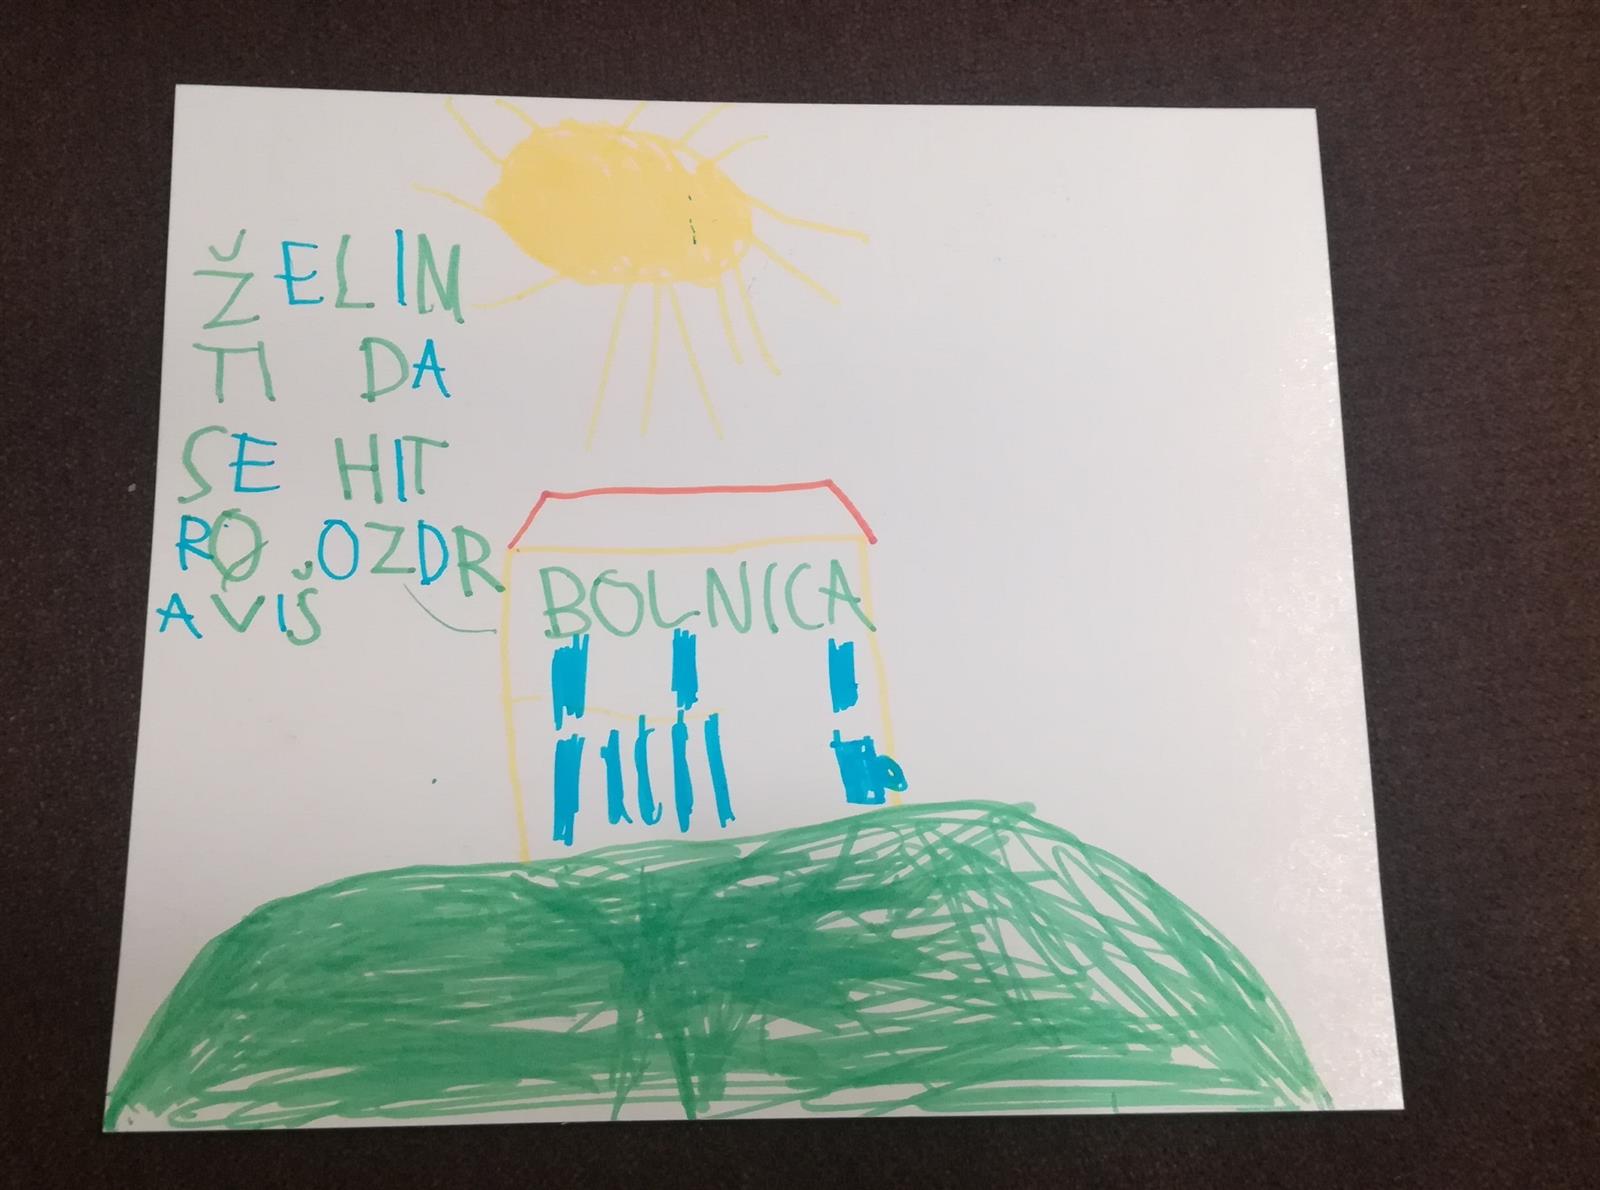 ŽELIM
TI DA
SE HIT
RO OZDR
AVIŠ
BOLNICA